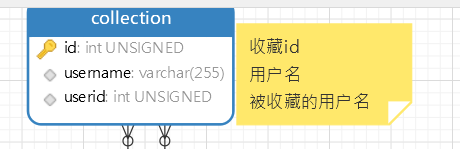 collection
id: int UNSIGNED
username: varchar(255)
userid: int UNSIGNED
收藏id
用户名
被收藏的用户名